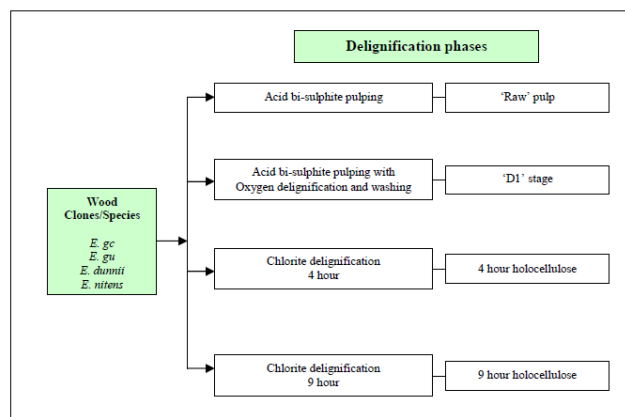 Delignification phases
Acid bi-sulphite pulping
‘Raw’ pulp
Acid bi-sulphite pulping with
Oxygen delignification and washing
‘D1’ stage
Wood
Clones/Species
E. gc
E. gu
E. dunnii
E. nitens
Chlorite delignification
4 hour
4 hour holocellulose
Chlorite delignification
9 hour
9 hour holocellulose